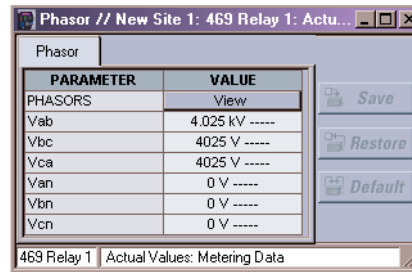 Phasor // New Site 1: 469 Relay 1: Actu...
Phasor
PARAMETER VALUE
PHASORS View
Vab 4.025 kV -----
Vbc 4025 V -----
Vca 4025 V -----
Van 0 V -----
Vbn 0 V -----
Vcn 0 V -----
Save
Restore
Default
469 Relay 1 Actual Values: Metering Data